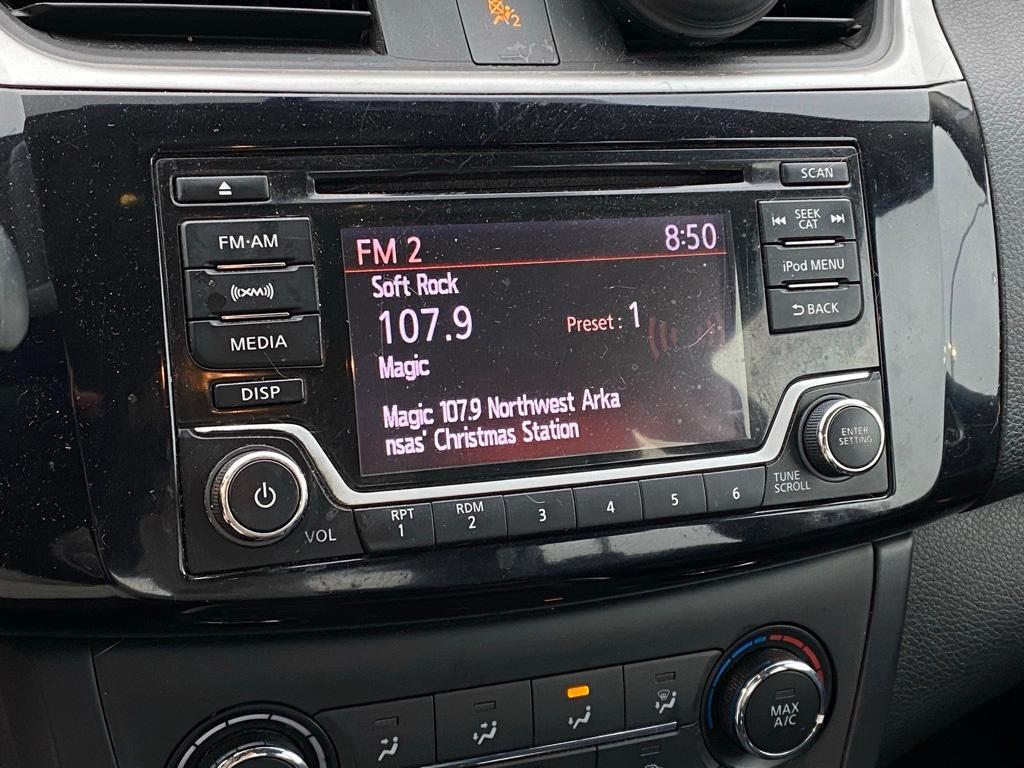 2
SCAN
FM·AM
XM
MEDIA
DISP
FM 2 8:50
Soft Rock
107.9 Preset : 1
Magic
Magic 107.9 Northwest Arka
nsas' Christmas Station
SEEK
CAT
iPod MENU
BACK
ENTER
SETTING
TUNE
SCROLL
VOL
RPT
1
RDM
2
3
4
5
6
MAX
A/C